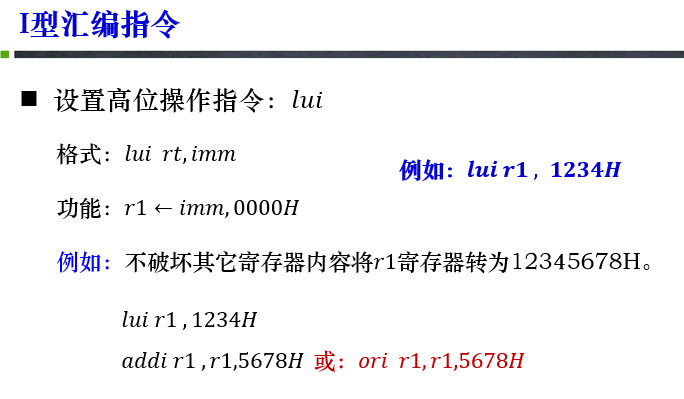 I型汇编指令
■ 设置高位操作指令：lui
格式：lui rt,imm
例如：lui r1 , 1234H
功能：r1 ← imm,0000H
例如：不破坏其它寄存器内容将r1寄存器转为12345678H。
lui r1 ,1234H
addi r1 ,r1,5678H 或：ori r1,r1,5678H